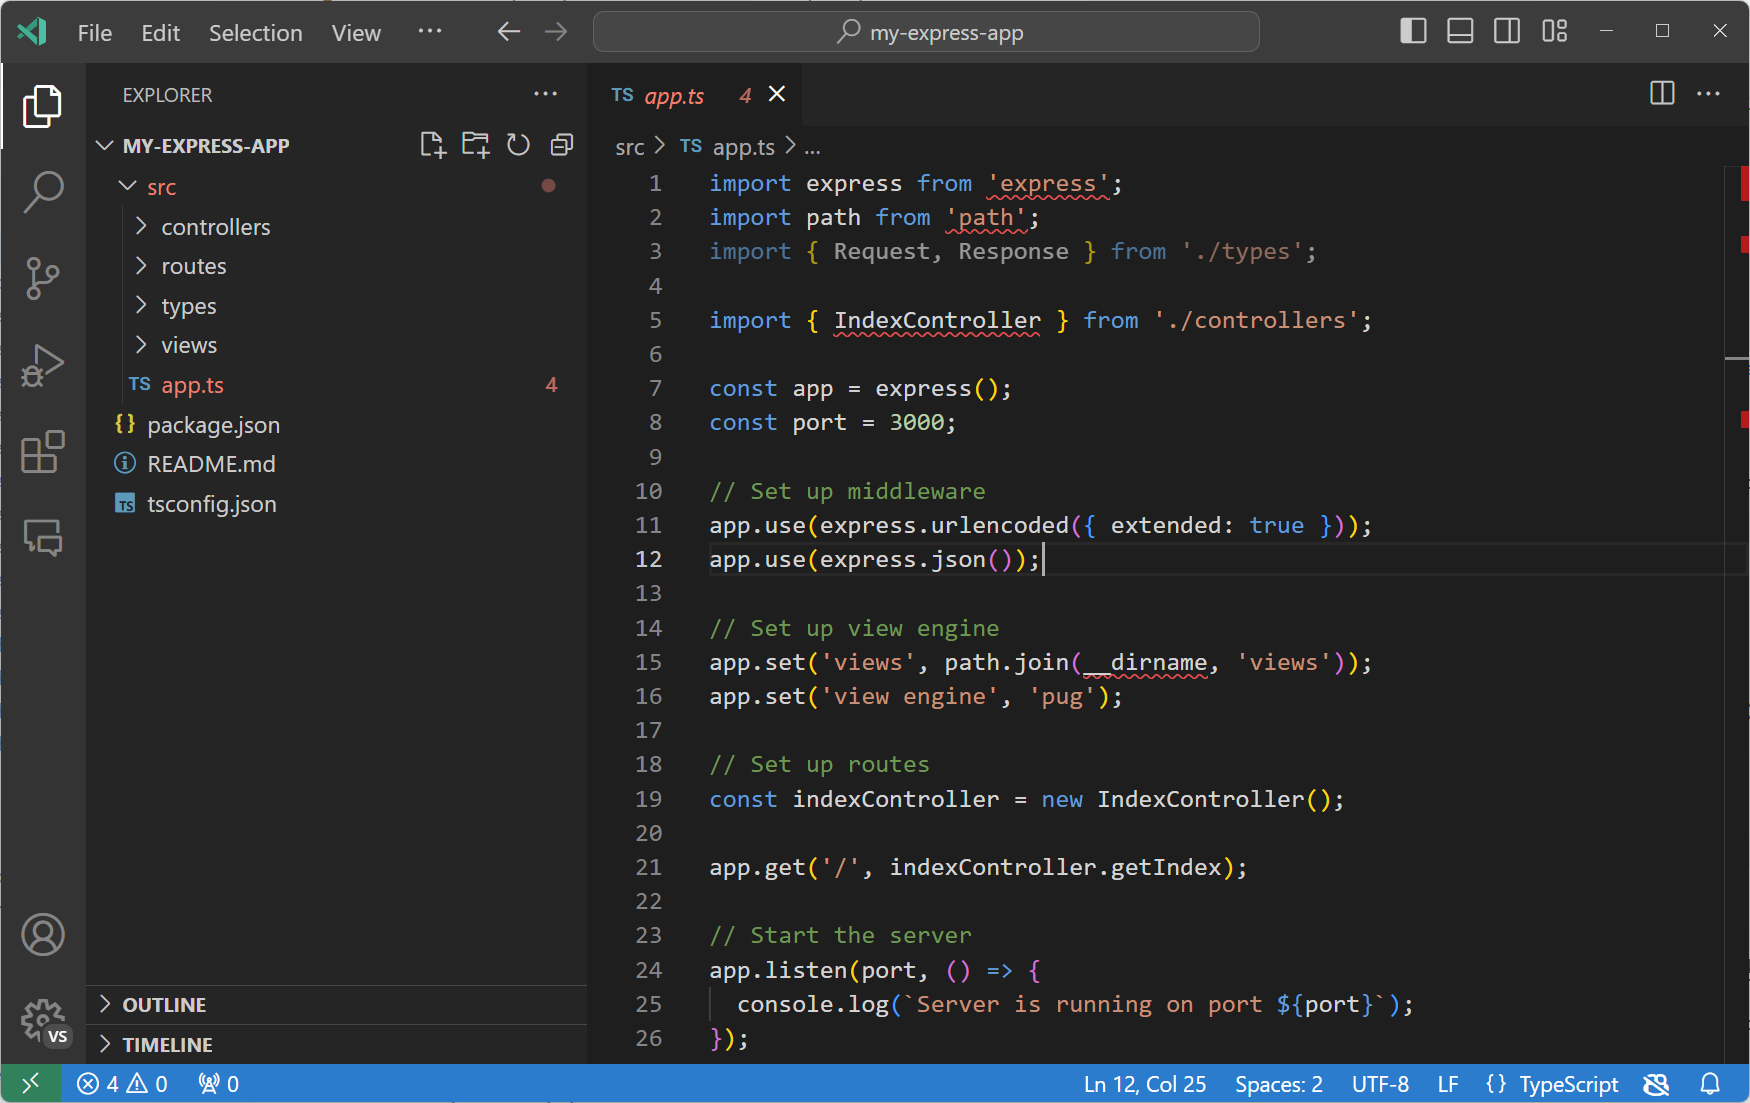 File Edit Selection View ... my-express-app
EXPLORER ...
MY-EXPRESS-APP
src
controllers
routes
types
views
TS app.ts 4
{} package.json
README.md
TS tsconfig.json
OUTLINE
TIMELINE
VS
TS app.ts 4
src > TS app.ts > ...
1 import express from 'express';
2 import path from 'path';
3 import { Request, Response } from './types';
4
5 import { IndexController } from './controllers';
6
7 const app = express();
8 const port = 3000;
9
10 // Set up middleware
11 app.use(express.urlencoded({ extended: true }));
12 app.use(express.json());
13
14 // Set up view engine
15 app.set('views', path.join(__dirname, 'views'));
16 app.set('view engine', 'pug');
17
18 // Set up routes
19 const indexController = new IndexController();
20
21 app.get('/', indexController.getIndex);
22
23 // Start the server
24 app.listen(port, () => {
25 console.log(`Server is running on port ${port}`);
26 });
4 0 0 Ln 12, Col 25 Spaces: 2 UTF-8 LF {} TypeScript